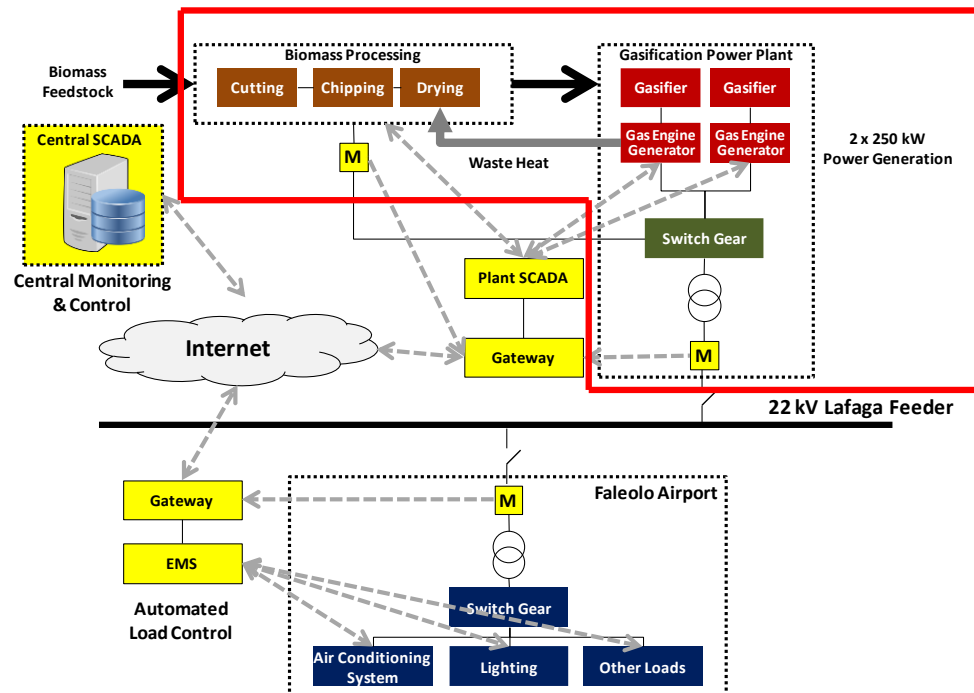 Biomass Processing
Gasification Power Plant
Biomass
Feedstock
Cutting
Chipping
Drying
Gasifier
Gasifier
Central SCADA
M
Waste Heat
Gas Engine
Generator
Gas Engine
Generator
2 x 250 kW
Power Generation
Switch Gear
Central Monitoring
& Control
Plant SCADA
Internet
Gateway
M
22 kV Lafaga Feeder
Gateway
M
Faleolo Airport
EMS
Automated
Load Control
Switch Gear
Air Conditioning
System
Lighting
Other Loads